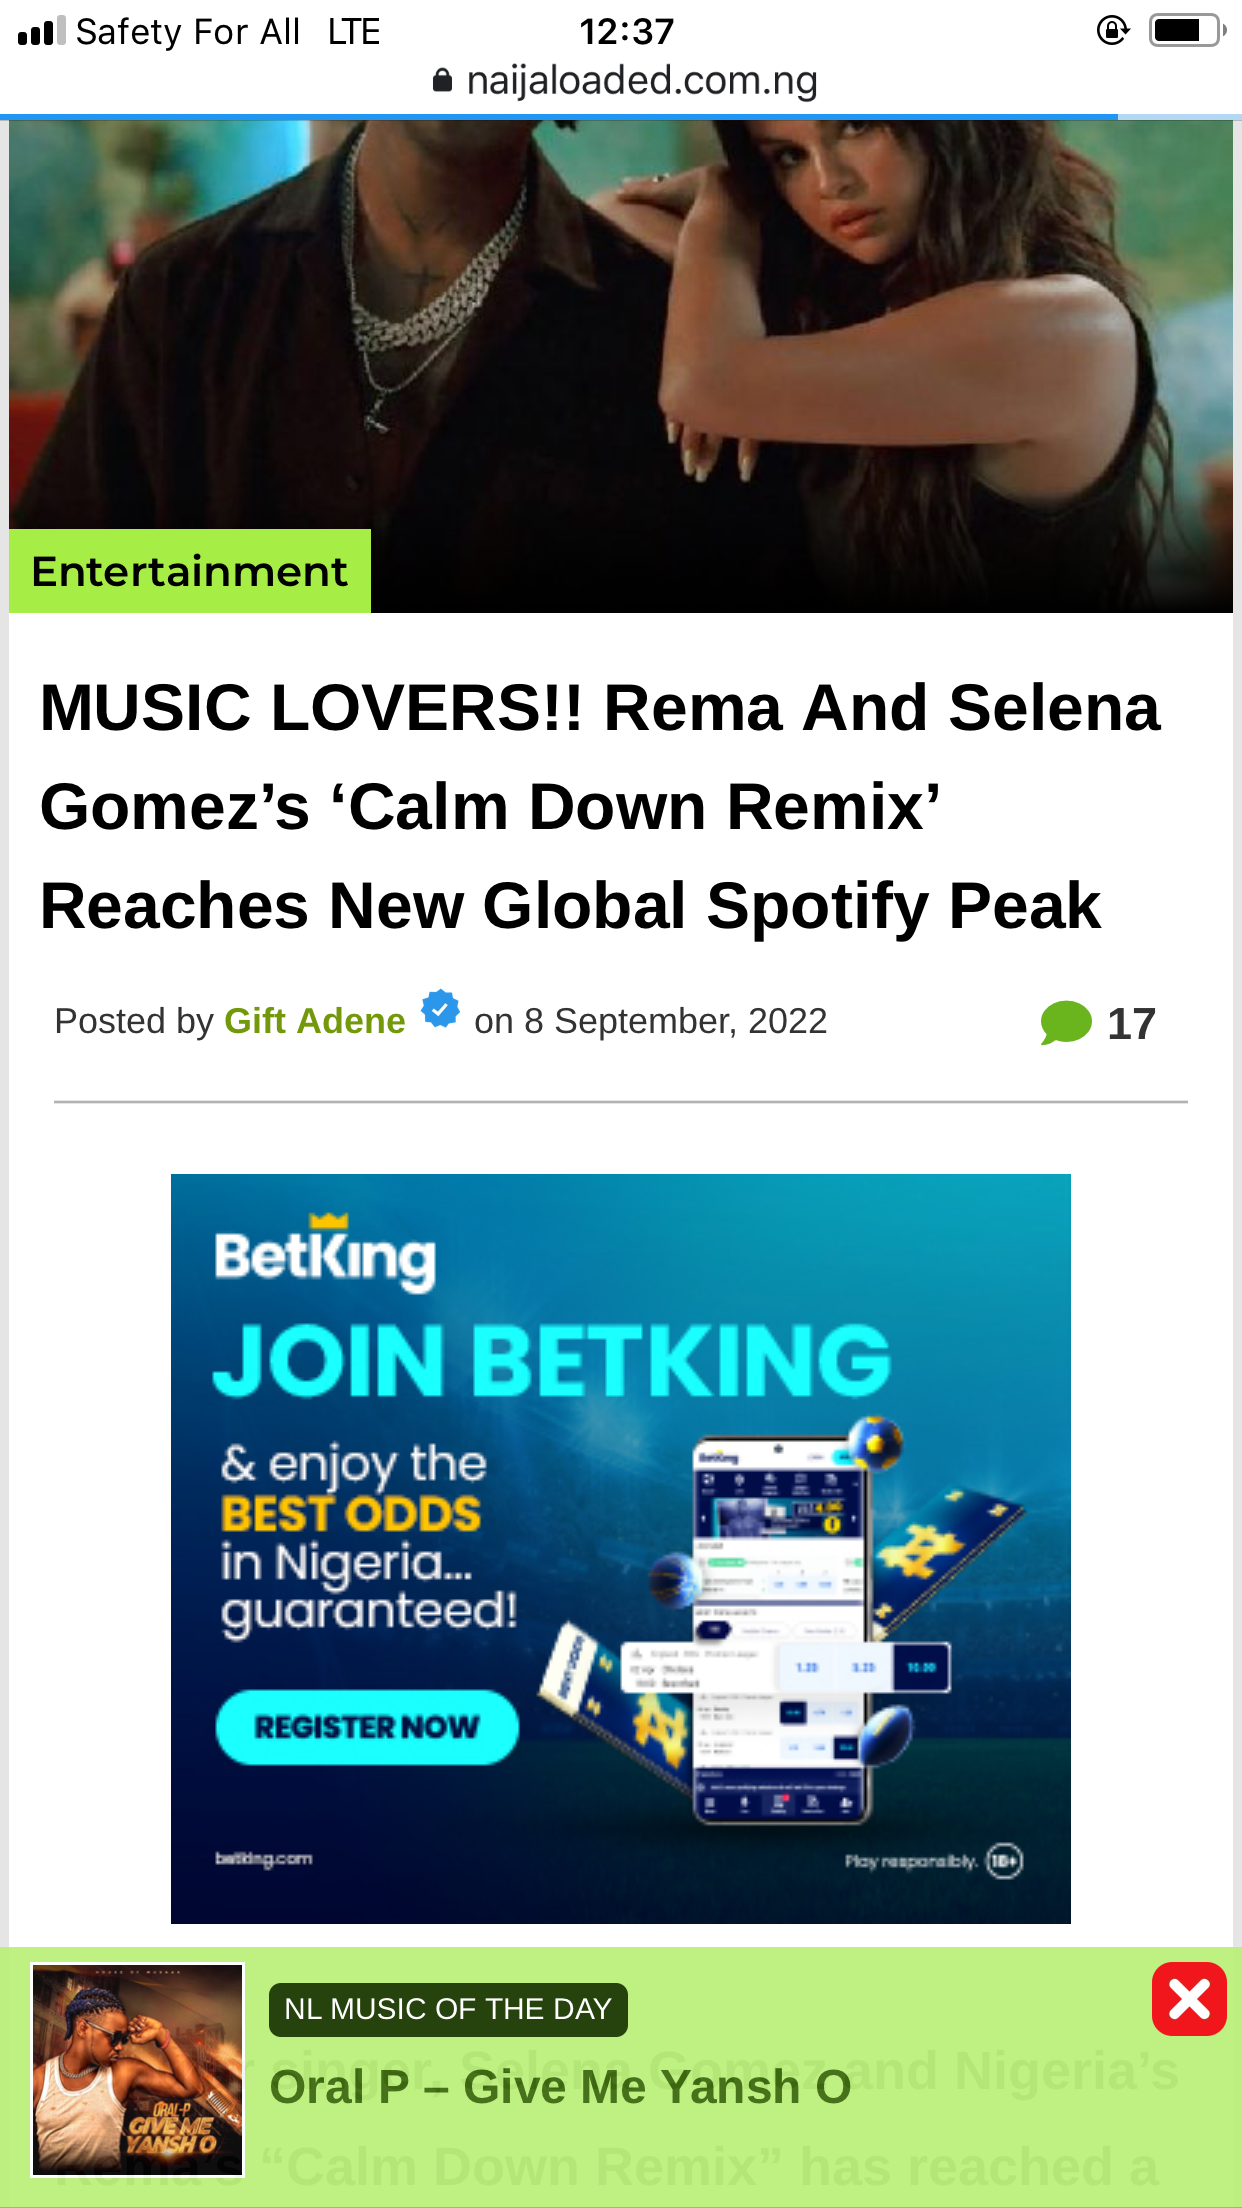 Safety For All LTE 12:37
naijaloaded.com.ng
Entertainment
MUSIC LOVERS!! Rema And Selena
Gomez’s ‘Calm Down Remix’
Reaches New Global Spotify Peak
Posted by Gift Adene on 8 September, 2022 17
BetKing
JOIN BETKING
& enjoy the
BEST ODDS
in Nigeria...
guaranteed!
REGISTER NOW
betking.com
Play responsibly. 18+
NL MUSIC OF THE DAY
singer, Selena Gomez and Nigeria’s
Oral P – Give Me Yansh O
ORAL-P
GIVE ME
YANSH O
Rema’s “Calm Down Remix” has reached a